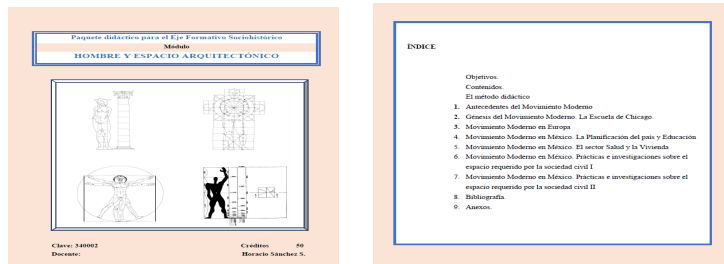 Paquete didáctico para el Eje Formativo Sociohistórico
Módulo
HOMBRE Y ESPACIO ARQUITECTÓNICO
Clave: 340002 Créditos 50
Docente: Horacio Sánchez S.
ÍNDICE
Objetivos.
Contenidos.
El método didáctico
1. Antecedentes del Movimiento Moderno
2. Génesis del Movimiento Moderno. La Escuela de Chicago.
3. Movimiento Moderno en Europa
4. Movimiento Moderno en México. La Planificación del país y Educación
5. Movimiento Moderno en México. El sector Salud y la Vivienda
6. Movimiento Moderno en México. Prácticas e investigaciones sobre el
espacio requerido por la sociedad civil I
7. Movimiento Moderno en México. Prácticas e investigaciones sobre el
espacio requerido por la sociedad civil II
8. Bibliografía.
9. Anexos.